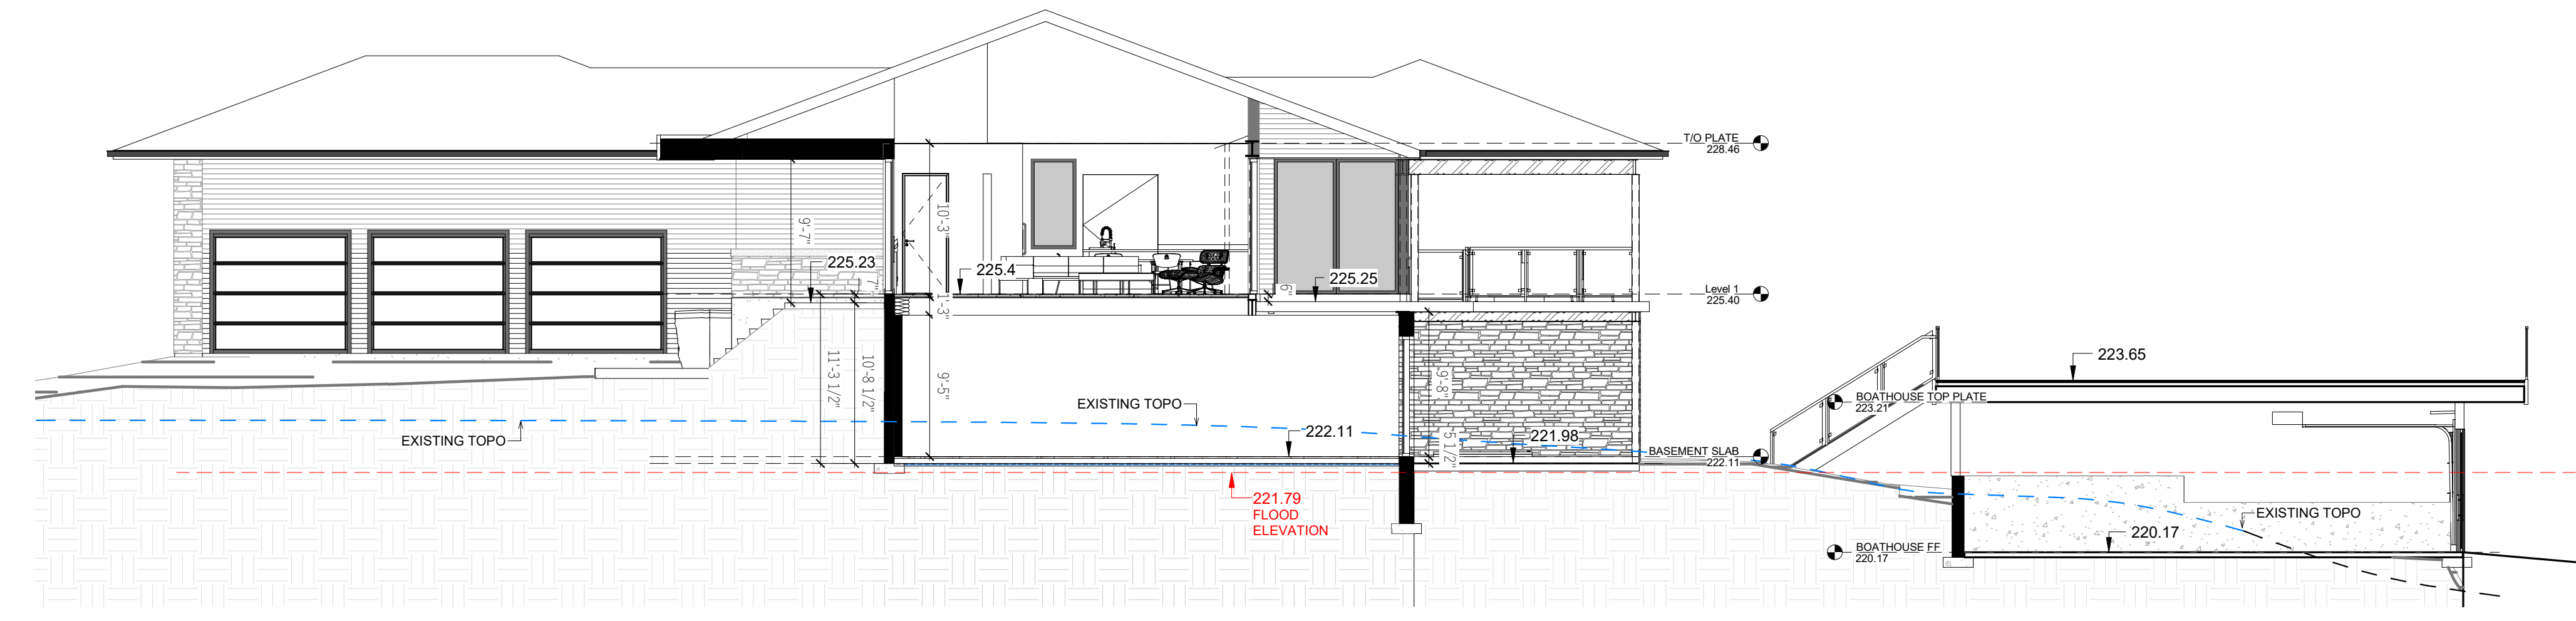 T/O PLATE
228.46
9'-7"
10'-3"
225.23
225.4
225.25
7"
6"
1'-3"
Level 1
225.40
11'-3 1/2"
10'-8 1/2"
9'-5"
9'-8"
223.65
BOATHOUSE TOP PLATE
223.21
EXISTING TOPO
EXISTING TOPO
222.11
221.98
5 1/2"
BASEMENT SLAB
222.11
221.79
FLOOD
ELEVATION
EXISTING TOPO
220.17
BOATHOUSE FF
220.17